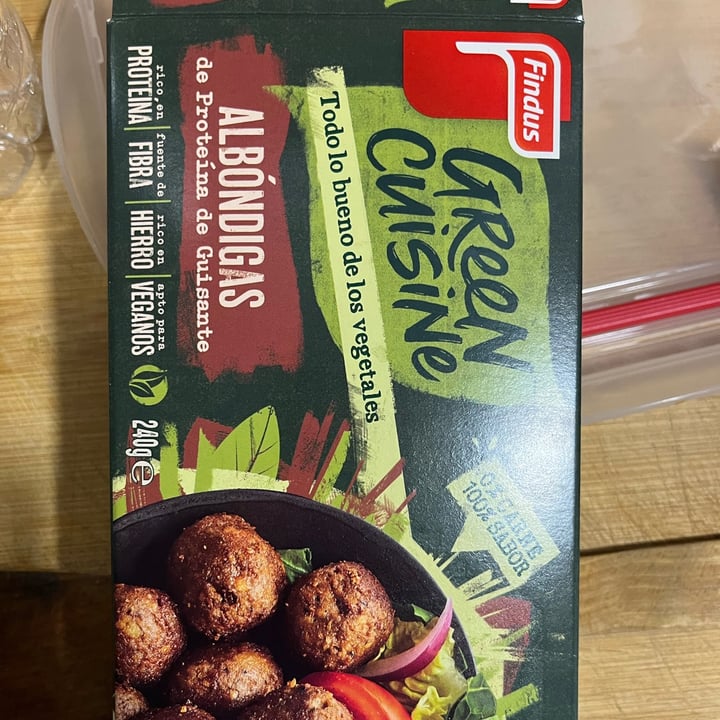 Findus
GREEN
CUISINE
Todo lo bueno de los vegetales
ALBÓNDIGAS
de Proteína de Guisante
rico en
PROTEÍNA
fuente de
FIBRA
rico en
HIERRO
apto para
VEGANOS
240g e
0% CARNE
100% SABOR